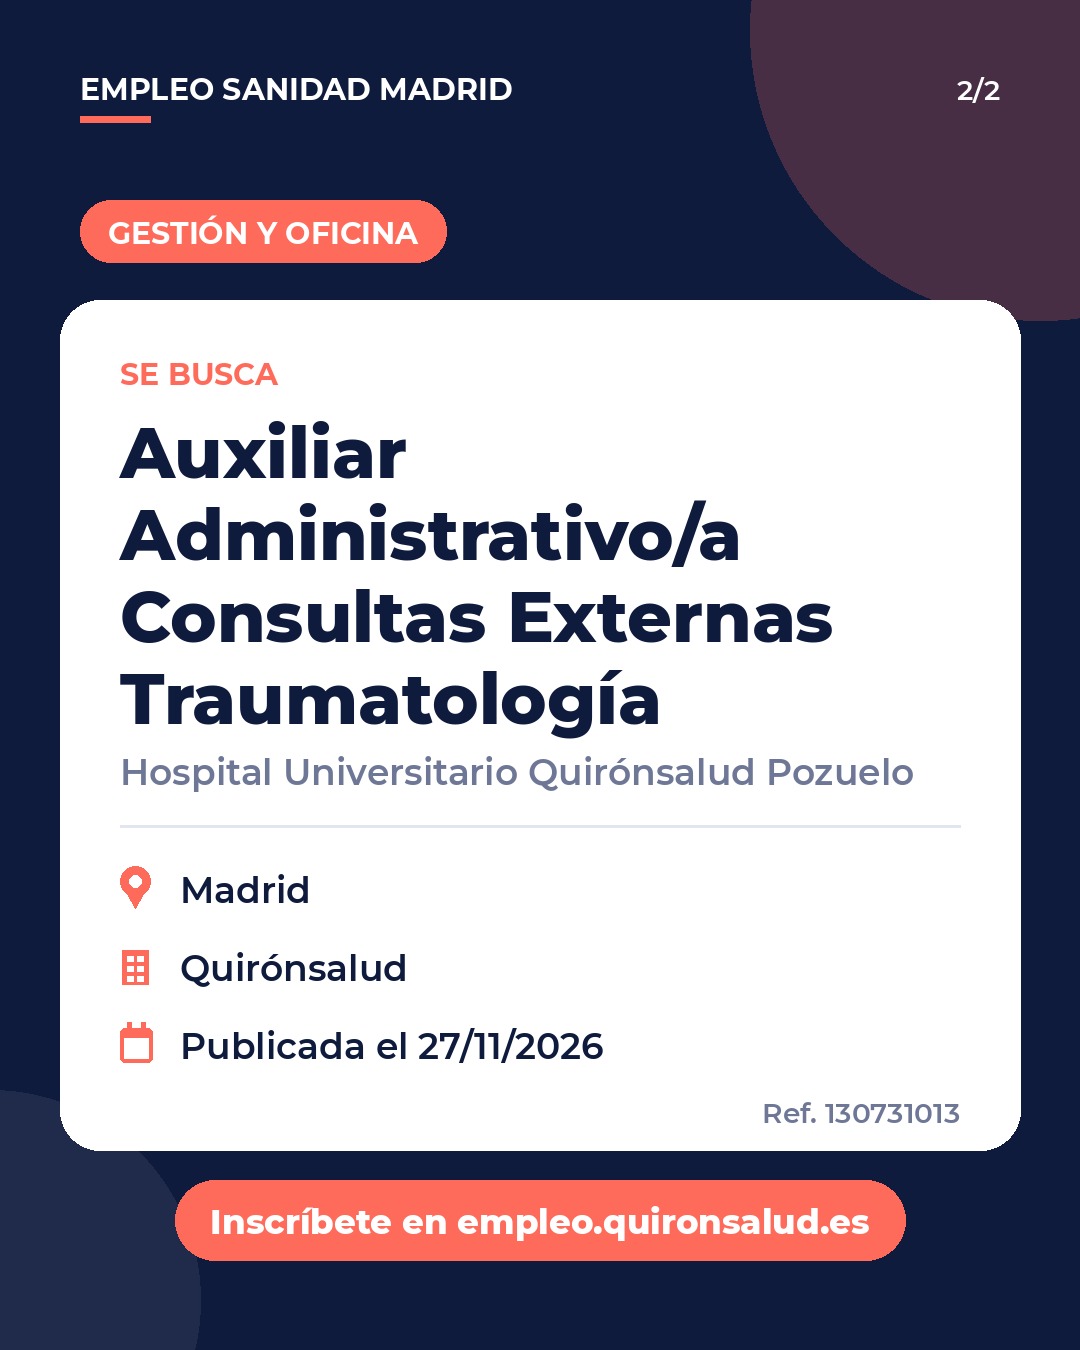 EMPLEO SANIDAD MADRID
2/2
GESTIÓN Y OFICINA
SE BUSCA
Auxiliar
Administrativo/a
Consultas Externas
Traumatología
Hospital Universitario Quirónsalud Pozuelo
Madrid
Quirónsalud
Publicada el 27/11/2026
Ref. 130731013
Inscríbete en empleo.quironsalud.es